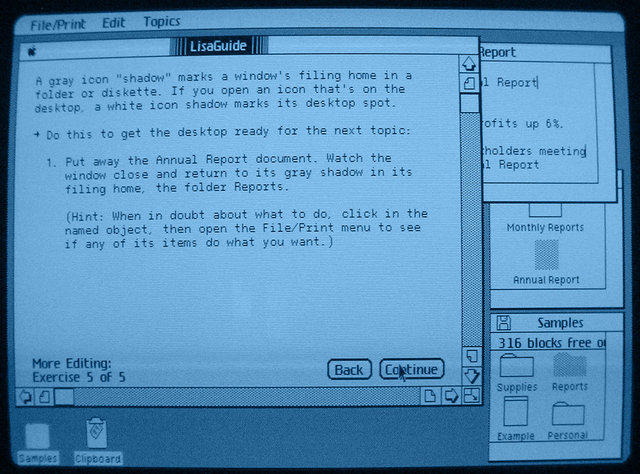 File/Print Edit Topics
LisaGuide
A gray icon "shadow" marks a window's filing home in a
folder or diskette. If you open an icon that's on the
desktop, a white icon shadow marks its desktop spot.
→ Do this to get the desktop ready for the next topic:
1. Put away the Annual Report document. Watch the
window close and return to its gray shadow in its
filing home, the folder Reports.
(Hint: When in doubt about what to do, click in the
named object, then open the File/Print menu to see
if any of its items do what you want.)
More Editing:
Exercise 5 of 5
Back Continue
Report
l Report
ofits up 6%.
holders meeting
l Report
Monthly Reports
Annual Report
Samples
316 blocks free o
Supplies Reports
Example Personal
Samples Clipboard